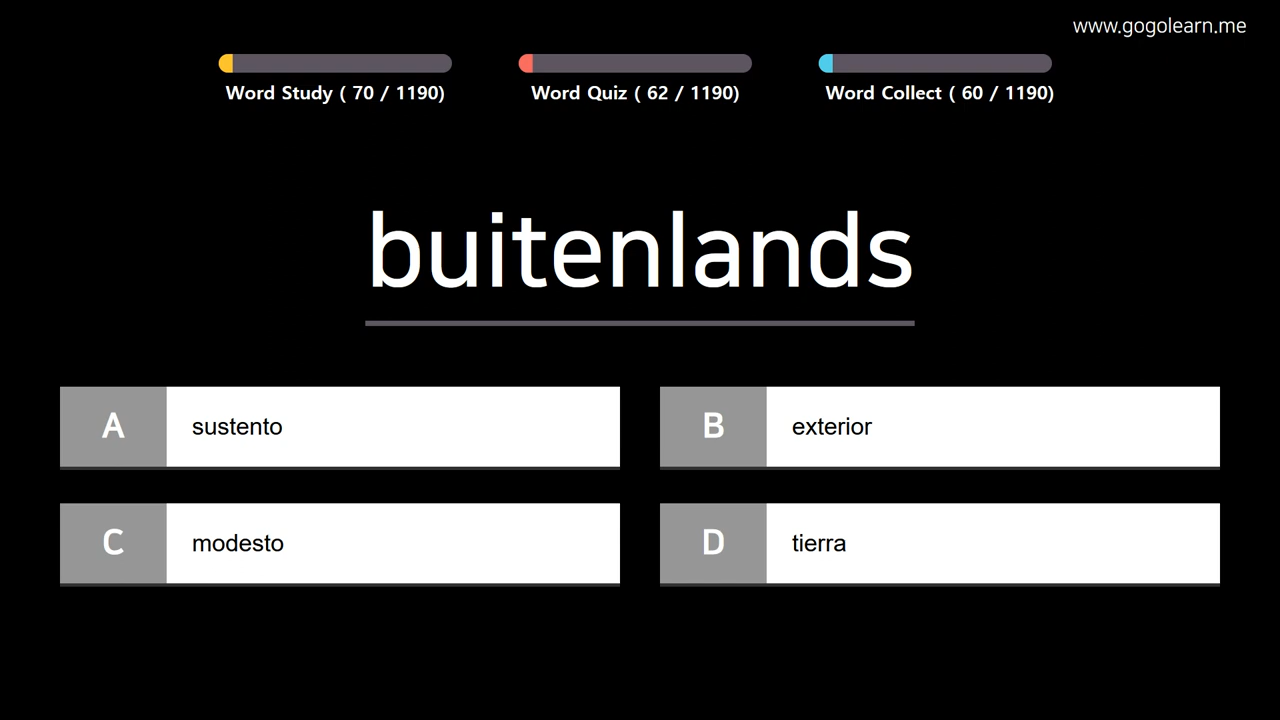 www.gogolearn.me
Word Study ( 70 / 1190)
Word Quiz ( 62 / 1190)
Word Collect ( 60 / 1190)
buitenlands
A sustento
B exterior
C modesto
D tierra